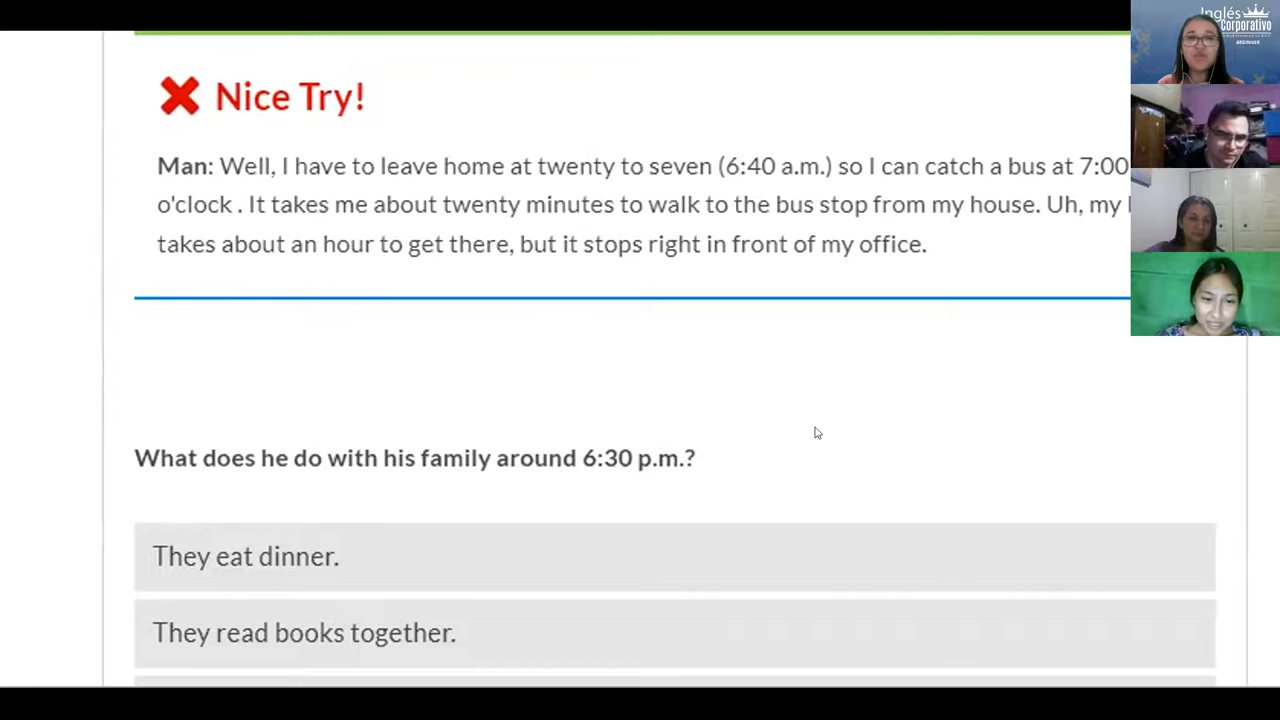 Inglés
Corporativo
BEGINNER
Nice Try!
Man: Well, I have to leave home at twenty to seven (6:40 a.m.) so I can catch a bus at 7:00
o'clock . It takes me about twenty minutes to walk to the bus stop from my house. Uh, my
takes about an hour to get there, but it stops right in front of my office.
What does he do with his family around 6:30 p.m.?
They eat dinner.
They read books together.